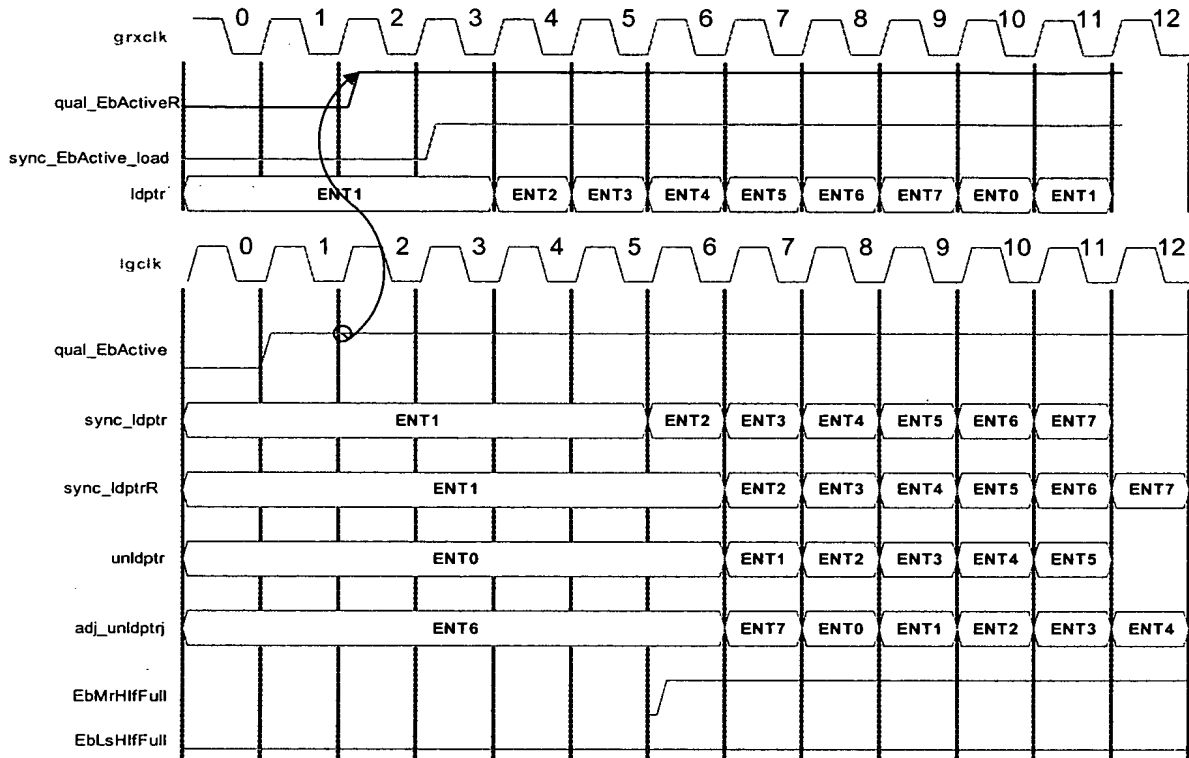 grxclk 0 1 2 3 4 5 6 7 8 9 10 11 12
qual_EbActiveR
sync_EbActive_load
ldptr ENT1 ENT2 ENT3 ENT4 ENT5 ENT6 ENT7 ENT0 ENT1
lgclk 0 1 2 3 4 5 6 7 8 9 10 11 12
qual_EbActive
sync_ldptr ENT1 ENT2 ENT3 ENT4 ENT5 ENT6 ENT7
sync_ldptrR ENT1 ENT2 ENT3 ENT4 ENT5 ENT6 ENT7
unldptr ENT0 ENT1 ENT2 ENT3 ENT4 ENT5
adj_unldptrj ENT6 ENT7 ENT0 ENT1 ENT2 ENT3 ENT4
EbMrHlfFull
EbLsHlfFull